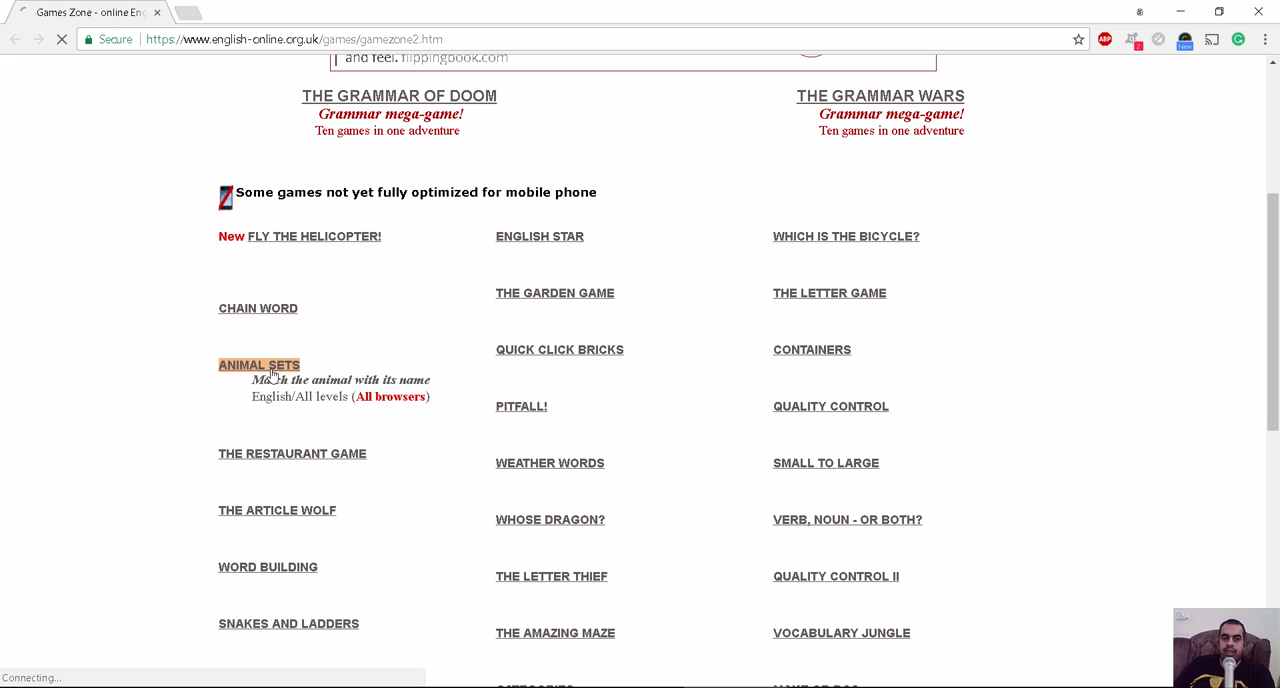 Games Zone - online Eng
Secure
https://www.english-online.org.uk/games/gamezone2.htm
ABP
2
New
and feel. flippingbook.com
THE GRAMMAR OF DOOM
Grammar mega-game!
Ten games in one adventure
THE GRAMMAR WARS
Grammar mega-game!
Ten games in one adventure
Some games not yet fully optimized for mobile phone
New FLY THE HELICOPTER!
CHAIN WORD
ANIMAL SETS
Match the animal with its name
English/All levels (All browsers)
THE RESTAURANT GAME
THE ARTICLE WOLF
WORD BUILDING
SNAKES AND LADDERS
ENGLISH STAR
THE GARDEN GAME
QUICK CLICK BRICKS
PITFALL!
WEATHER WORDS
WHOSE DRAGON?
THE LETTER THIEF
THE AMAZING MAZE
WHICH IS THE BICYCLE?
THE LETTER GAME
CONTAINERS
QUALITY CONTROL
SMALL TO LARGE
VERB, NOUN - OR BOTH?
QUALITY CONTROL II
VOCABULARY JUNGLE
Connecting...